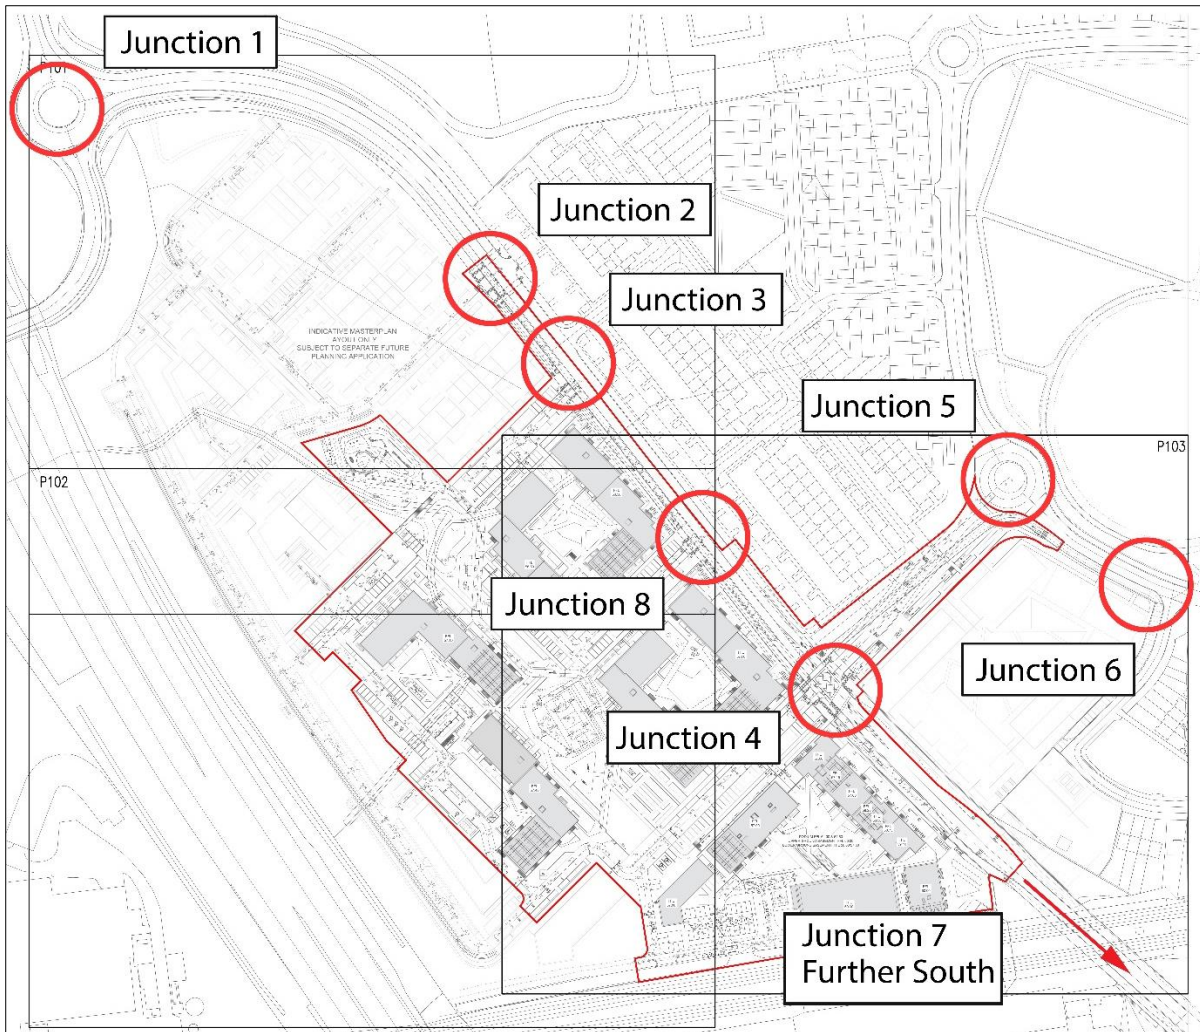 Junction 1
P101
Junction 2
Junction 3
INDICATIVE MASTERPLAN
AYOUT ONLY
SUBJECT TO SEPARATE FUTURE
PLANNING APPLICATION
Junction 5
P103
P102
Junction 8
Junction 6
Junction 4
Junction 7
Further South